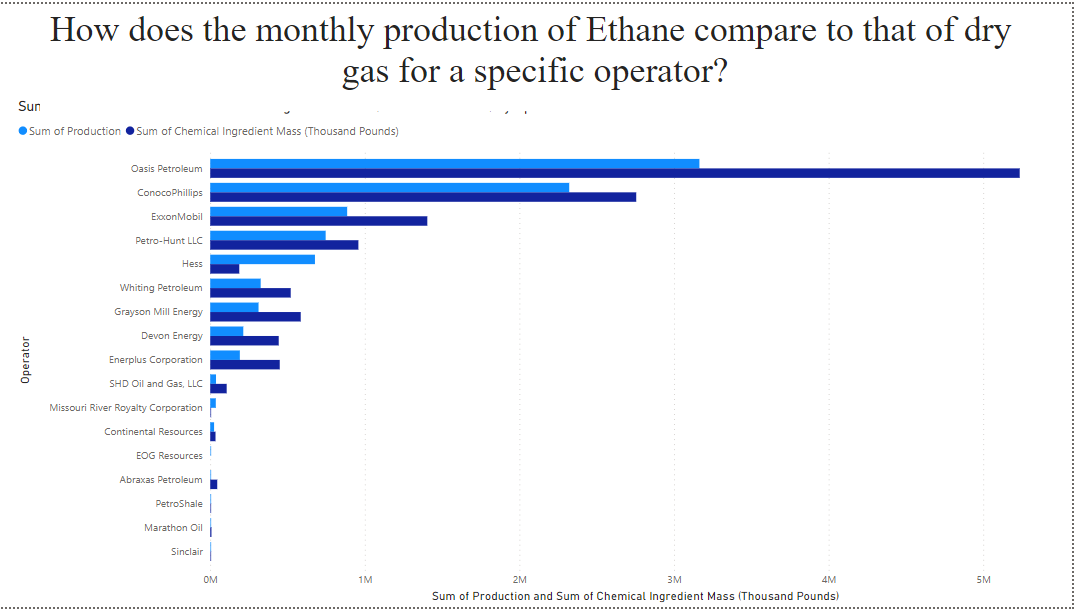 How does the monthly production of Ethane compare to that of dry
gas for a specific operator?
Sum of Production Sum of Chemical Ingredient Mass (Thousand Pounds)
Oasis Petroleum
ConocoPhillips
ExxonMobil
Petro-Hunt LLC
Hess
Whiting Petroleum
Grayson Mill Energy
Devon Energy
Enerplus Corporation
SHD Oil and Gas, LLC
Missouri River Royalty Corporation
Continental Resources
EOG Resources
Abraxas Petroleum
PetroShale
Marathon Oil
Sinclair
Operator
0M 1M 2M 3M 4M 5M
Sum of Production and Sum of Chemical Ingredient Mass (Thousand Pounds)